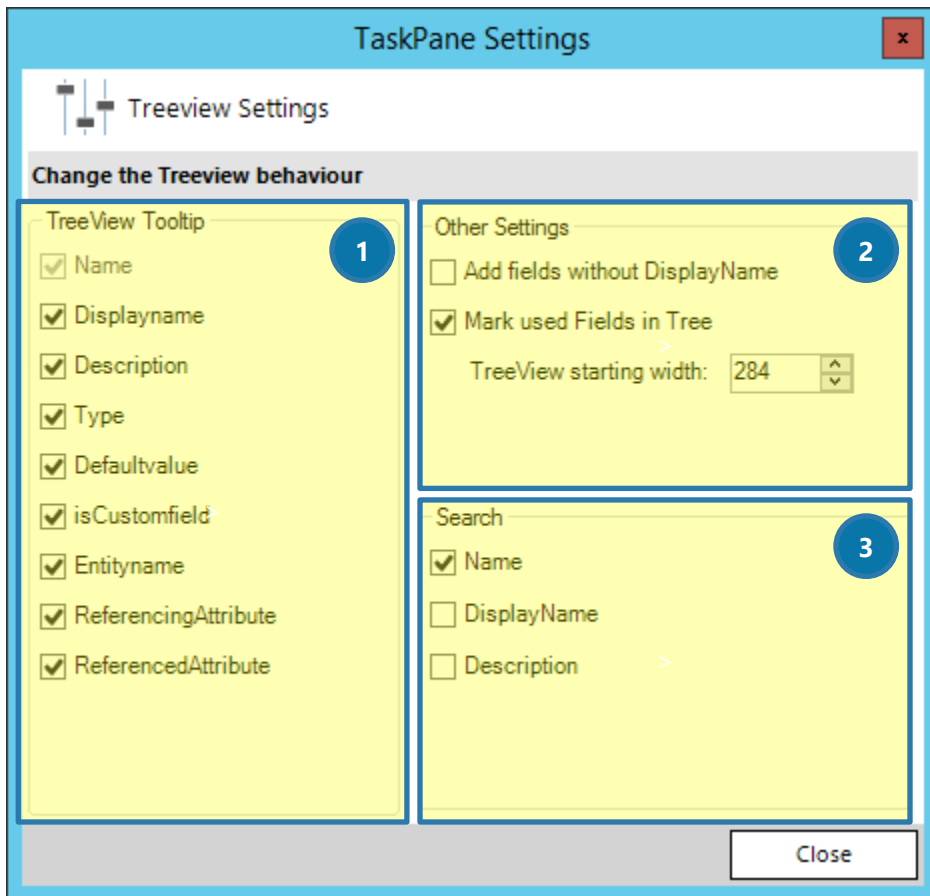 TaskPane Settings
x
Treeview Settings
Change the Treeview behaviour
TreeView Tooltip
1
Name
Displayname
Description
Type
Defaultvalue
isCustomfield
Entityname
ReferencingAttribute
ReferencedAttribute
Other Settings
2
Add fields without DisplayName
Mark used Fields in Tree
>
TreeView starting width: 284
Search
3
Name
DisplayName
Description >
Close